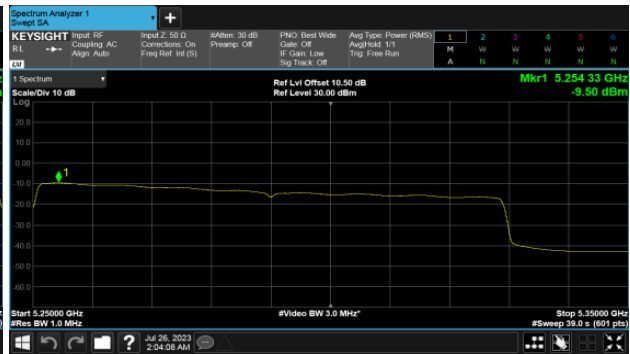 Spectrum Analyzer 1
Swept SA
KEYSIGHT Input: RF
RL
Coupling: AC
Align: Auto
LXI
Input Z: 50 Ω
Corrections: On
Freq Ref: Int (S)
#Atten: 30 dB
Preamp: Off
PNO: Best Wide
Gate: Off
IF Gain: Low
Sig Track: Off
Avg Type: Power (RMS)
Avg|Hold: 1/1
Trig: Free Run
1 2 3 4 5 6
M W W W W W
A N N N N N
1 Spectrum
Scale/Div 10 dB
Log
Ref Lvl Offset 10.50 dB
Ref Level 30.00 dBm
Mkr1 5.254 33 GHz
-9.50 dBm
20.0
10.0
0.00
-10.0
-20.0
-30.0
-40.0
-50.0
-60.0
1
Start 5.25000 GHz
#Res BW 1.0 MHz
#Video BW 3.0 MHz*
Stop 5.35000 GHz
#Sweep 39.0 s (601 pts)
?
Jul 26, 2023
2:04:08 AM